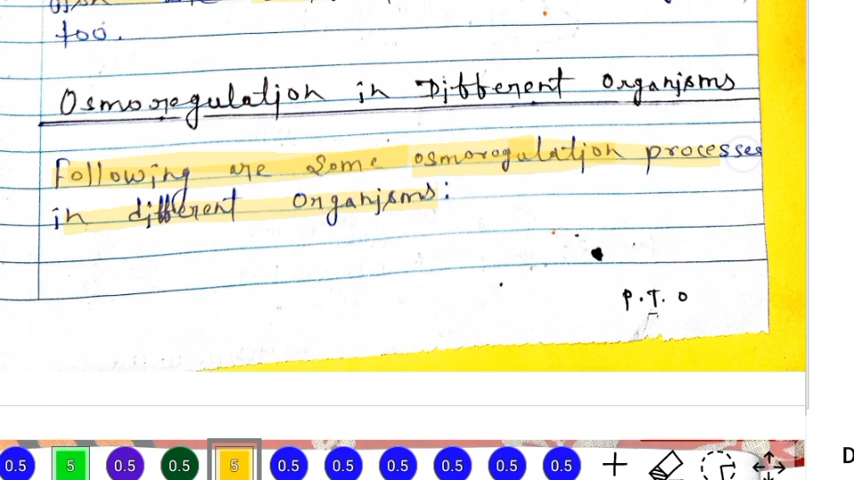 too.
Osmoregulation in Different Organisms
Following are some osmoregulation processes
in different organisms:
P.T.O
0.5 5 0.5 0.5 5 0.5 0.5 0.5 0.5 0.5 0.5
D